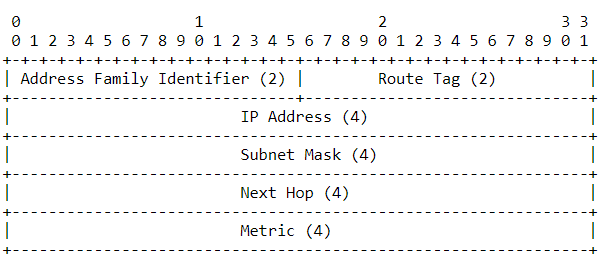 0                   1                   2                   3 3
0 1 2 3 4 5 6 7 8 9 0 1 2 3 4 5 6 7 8 9 0 1 2 3 4 5 6 7 8 9 0 1
+-+-+-+-+-+-+-+-+-+-+-+-+-+-+-+-+-+-+-+-+-+-+-+-+-+-+-+-+-+-+-+-+
| Address Family Identifier (2) |        Route Tag (2)          |
+-------------------------------+-------------------------------+
|                         IP Address (4)                        |
+---------------------------------------------------------------+
|                         Subnet Mask (4)                       |
+---------------------------------------------------------------+
|                         Next Hop (4)                          |
+---------------------------------------------------------------+
|                         Metric (4)                            |
+---------------------------------------------------------------+